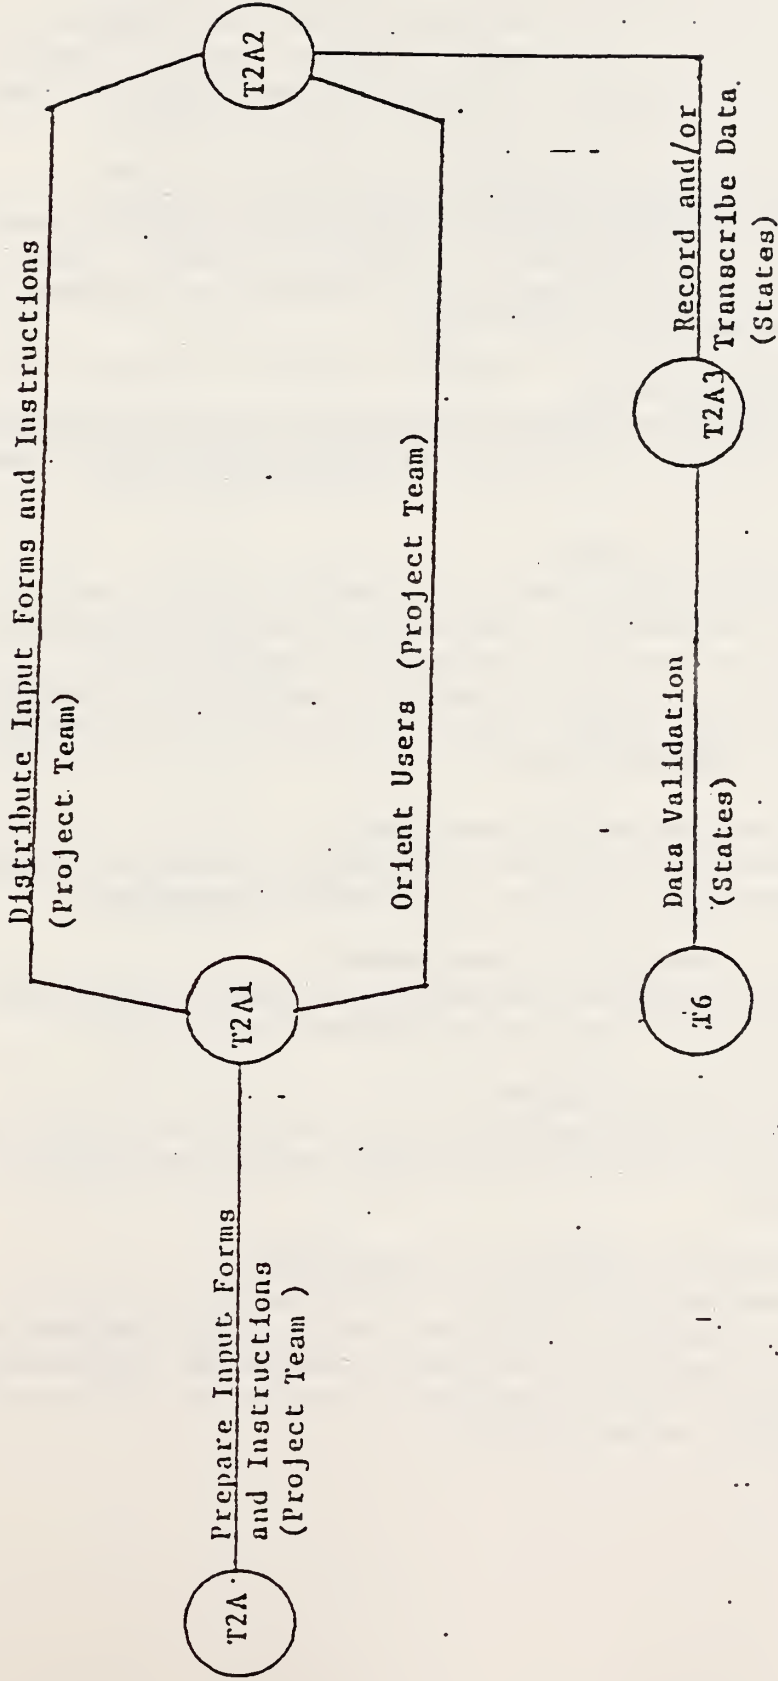 T2A
Prepare Input Forms
and Instructions
(Project Team )
T2A1
Distribute Input Forms and Instructions
(Project Team)
Orient Users (Project Team)
T2A2
Record and/or
Transcribe Data.
(States)
T2A3
Data Validation
(States)
T6